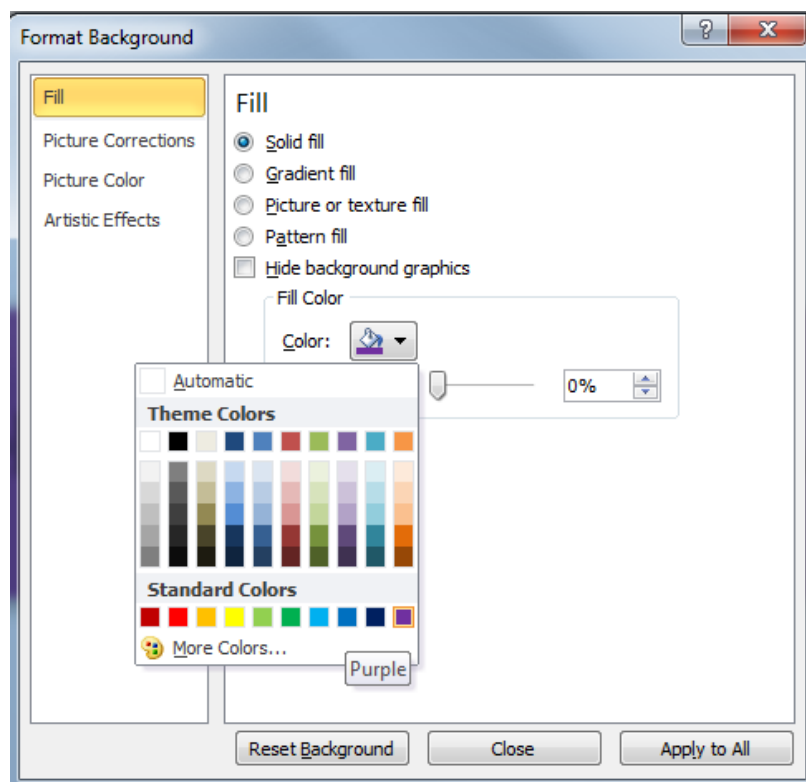 Format Background
?
X
Fill
Picture Corrections
Picture Color
Artistic Effects
Fill
Solid fill
Gradient fill
Picture or texture fill
Pattern fill
Hide background graphics
Fill Color
Color:
0%
Automatic
Theme Colors
Standard Colors
More Colors...
Purple
Reset Background
Close
Apply to All